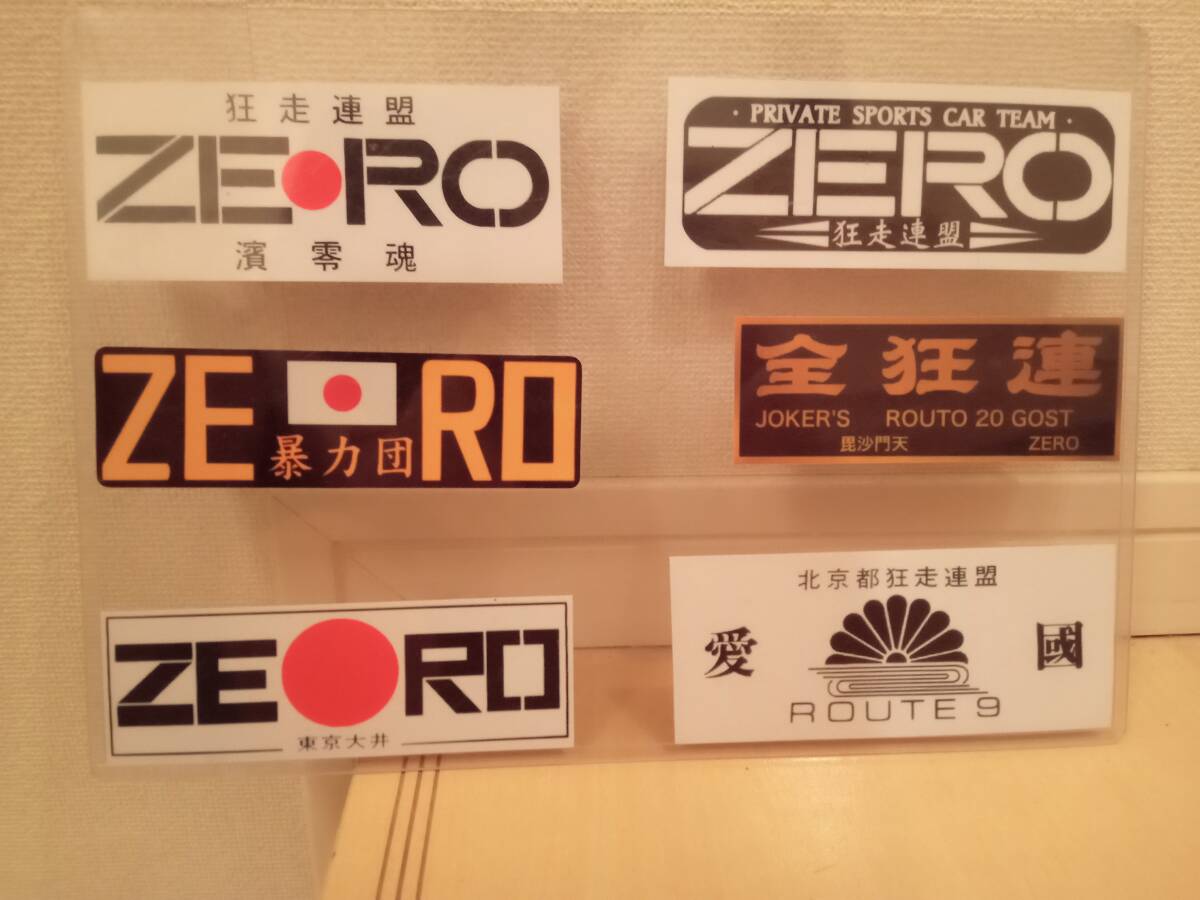 狂走連盟
ZERO
濱零魂
· PRIVATE SPORTS CAR TEAM ·
ZERO
狂走連盟
ZERO
暴力団
全狂連
JOKER'S ROUTO 20 GOST
毘沙門天 ZERO
ZERO
東京大井
北京都狂走連盟
愛國
ROUTE 9